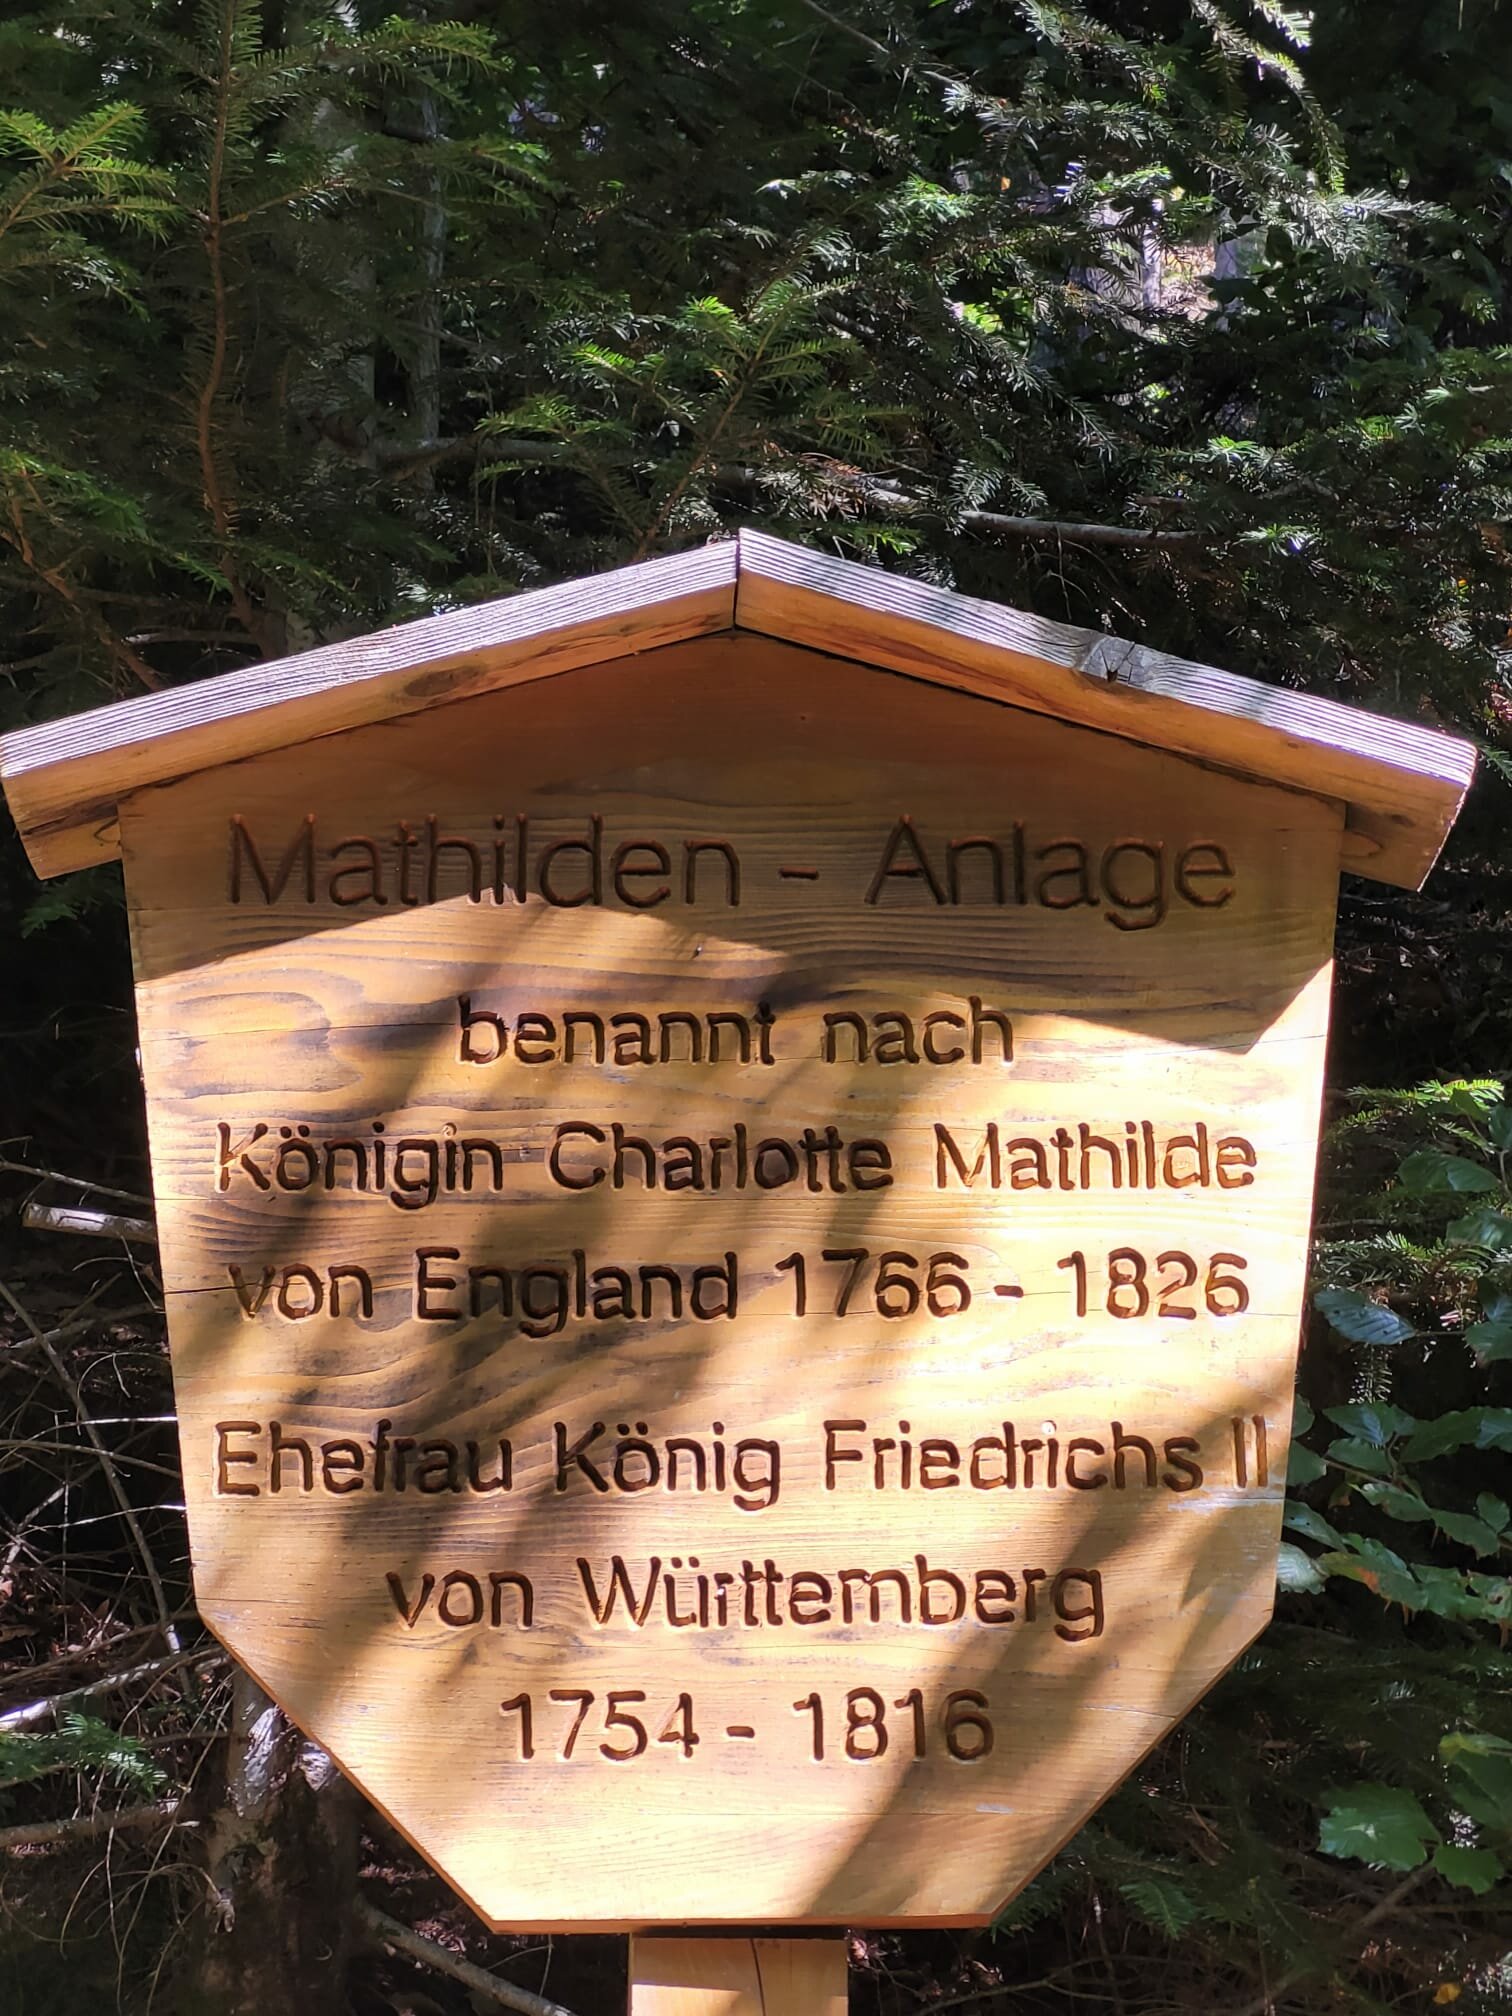 Mathilden - Anlage
benannt nach
Königin Charlotte Mathilde
von England 1766 - 1826
Ehefrau König Friedrichs II
von Württemberg
1754 - 1816